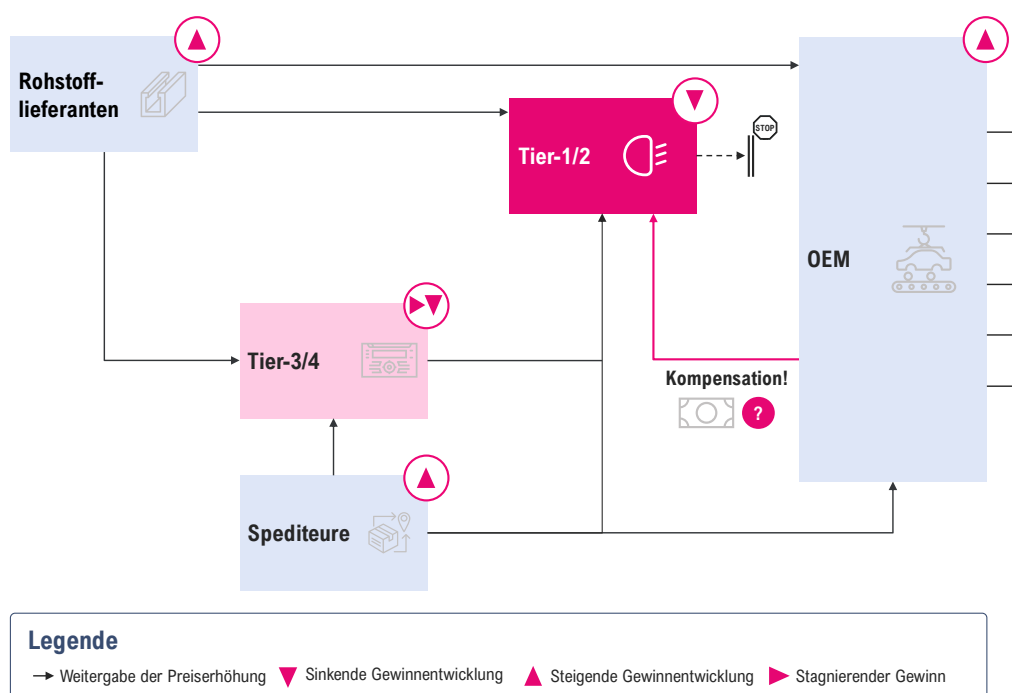 Rohstoff-
lieferanten
Tier-1/2
STOP
OEM
Tier-3/4
Kompensation!
?
Spediteure
Legende
Weitergabe der Preiserhöhung Sinkende Gewinnentwicklung Steigende Gewinnentwicklung Stagnierender Gewinn